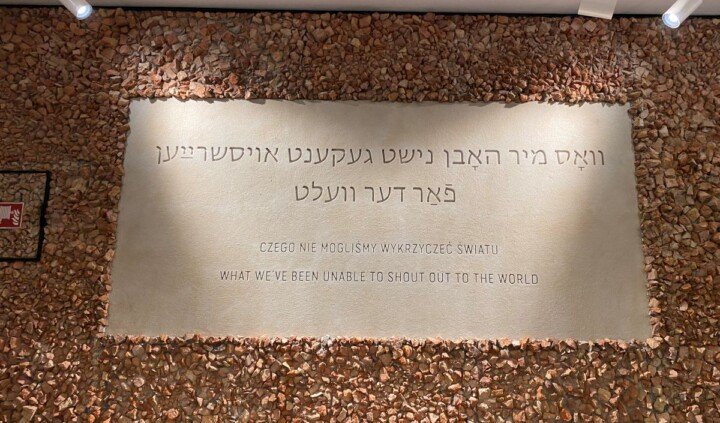 וואָס מיר האָבן נישט געקענט אויסשרײַען
פֿאַר דער וועלט
CZEGO NIE MOGLIŚMY WYKRZYCZEĆ ŚWIATU
WHAT WE'VE BEEN UNABLE TO SHOUT OUT TO THE WORLD